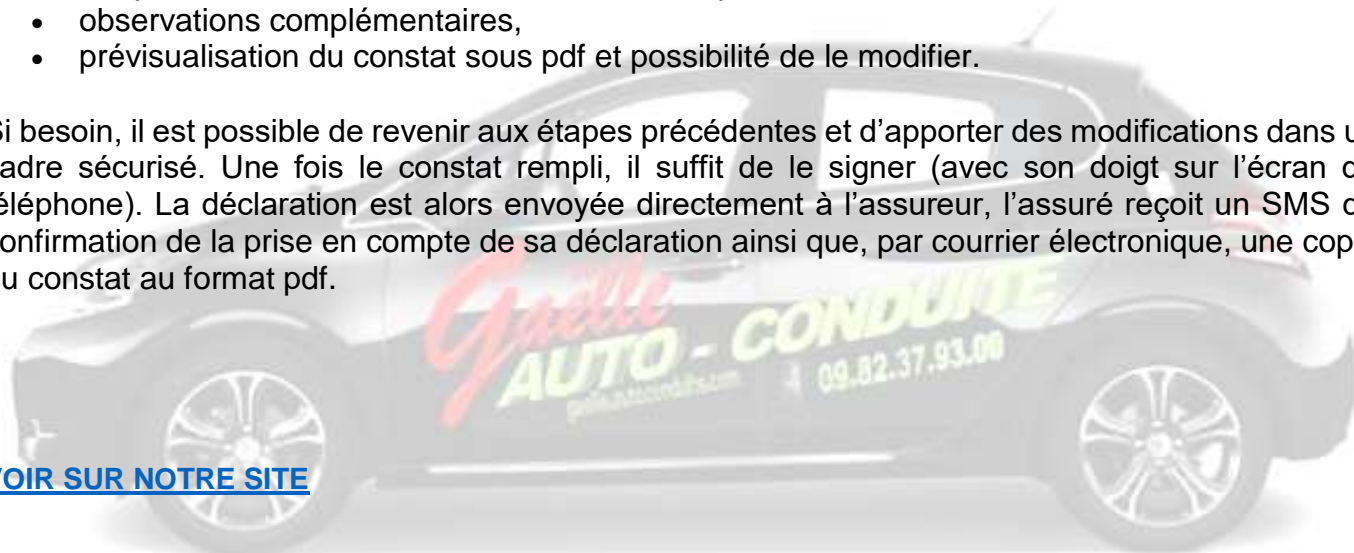 • observations complémentaires,
• prévisualisation du constat sous pdf et possibilité de le modifier.
Si besoin, il est possible de revenir aux étapes précédentes et d’apporter des modifications dans u
adre sécurisé. Une fois le constat rempli, il suffit de le signer (avec son doigt sur l’écran d
éléphone). La déclaration est alors envoyée directement à l’assureur, l’assuré reçoit un SMS d
onfirmation de la prise en compte de sa déclaration ainsi que, par courrier électronique, une cop
u constat au format pdf.
Gaëlle
AUTO - CONDUITE
09.82.37.93.00
VOIR SUR NOTRE SITE